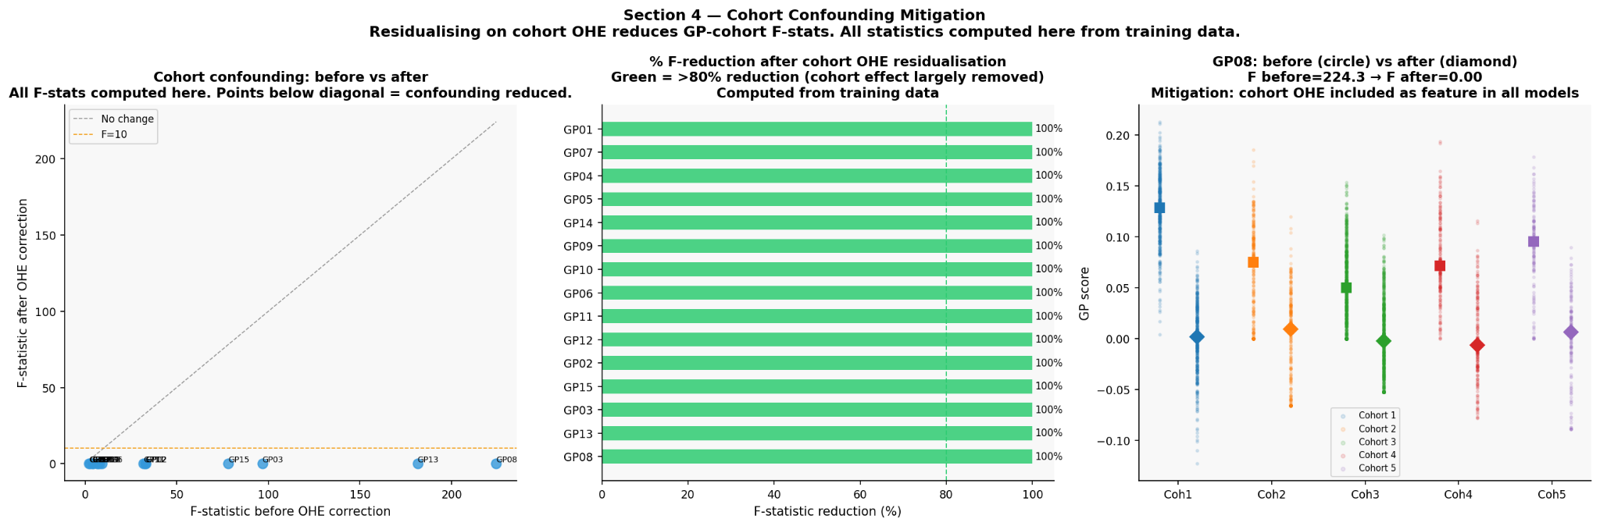 Section 4 — Cohort Confounding Mitigation
Residualising on cohort OHE reduces GP-cohort F-stats. All statistics computed here from training data.
Cohort confounding: before vs after
All F-stats computed here. Points below diagonal = confounding reduced.
No change
F=10
200
150
100
50
0
F-statistic after OHE correction
GP12
GP15
GP03
GP13
GP08
0
50
100
150
200
F-statistic before OHE correction
% F-reduction after cohort OHE residualisation
Green = >80% reduction (cohort effect largely removed)
Computed from training data
GP01 100%
GP07 100%
GP04 100%
GP05 100%
GP14 100%
GP09 100%
GP10 100%
GP06 100%
GP11 100%
GP12 100%
GP02 100%
GP15 100%
GP03 100%
GP13 100%
GP08 100%
0
20
40
60
80
100
F-statistic reduction (%)
GP08: before (circle) vs after (diamond)
F before=224.3 → F after=0.00
Mitigation: cohort OHE included as feature in all models
0.20
0.15
0.10
0.05
0.00
−0.05
−0.10
GP score
Cohort 1
Cohort 2
Cohort 3
Cohort 4
Cohort 5
Coh1
Coh2
Coh3
Coh4
Coh5